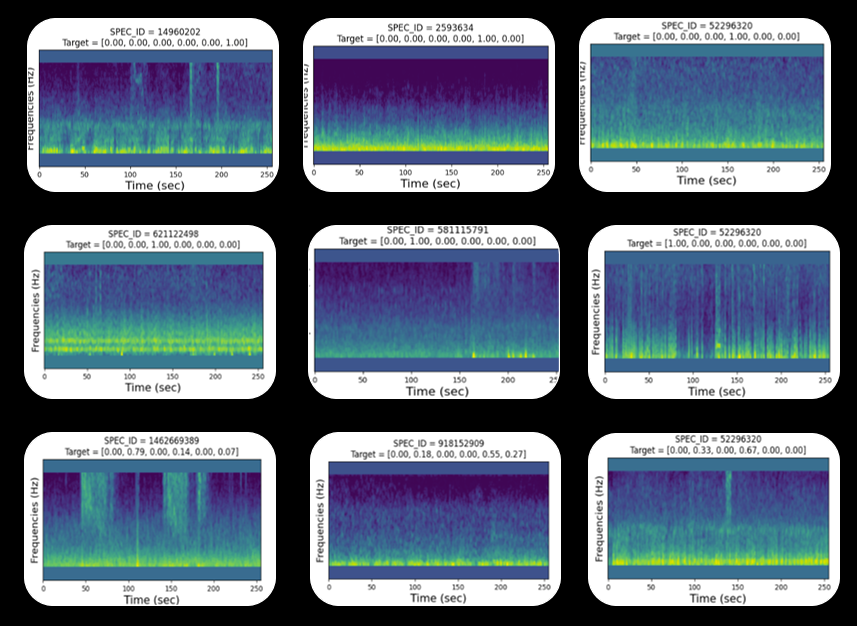 SPEC_ID = 14960202
Target = [0.00, 0.00, 0.00, 0.00, 0.00, 1.00]
Frequencies (Hz)
0 50 100 150 200 250
Time (sec)
SPEC_ID = 2593634
Target = [0.00, 0.00, 0.00, 0.00, 1.00, 0.00]
Frequencies (Hz)
0 50 100 150 200 250
Time (sec)
SPEC_ID = 52296320
Target = [0.00, 0.00, 0.00, 1.00, 0.00, 0.00]
Frequencies (Hz)
0 50 100 150 200 250
Time (sec)
SPEC_ID = 621122498
Target = [0.00, 0.00, 1.00, 0.00, 0.00, 0.00]
Frequencies (Hz)
0 50 100 150 200 250
Time (sec)
SPEC_ID = 581115791
Target = [0.00, 1.00, 0.00, 0.00, 0.00, 0.00]
0 50 100 150 200 25
Time (sec)
SPEC_ID = 52296320
Target = [1.00, 0.00, 0.00, 0.00, 0.00, 0.00]
Frequencies (Hz)
0 50 100 150 200 250
Time (sec)
SPEC_ID = 1462669389
Target = [0.00, 0.79, 0.00, 0.14, 0.00, 0.07]
Frequencies (Hz)
0 50 100 150 200 250
Time (sec)
SPEC_ID = 918152909
Target = [0.00, 0.18, 0.00, 0.00, 0.55, 0.27]
Frequencies (Hz)
0 50 100 150 200 250
Time (sec)
SPEC_ID = 52296320
Target = [0.00, 0.33, 0.00, 0.67, 0.00, 0.00]
Frequencies (Hz)
0 50 100 150 200 250
Time (sec)